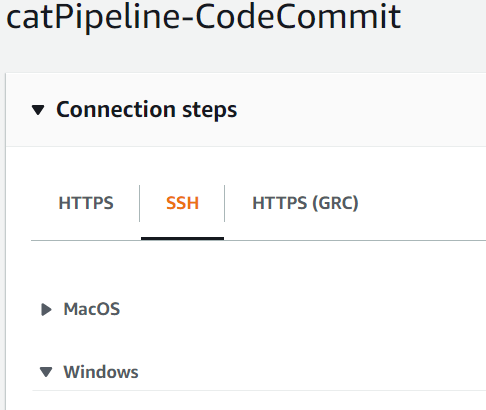 catPipeline-CodeCommit
Connection steps
HTTPS SSH HTTPS (GRC)
MacOS
Windows